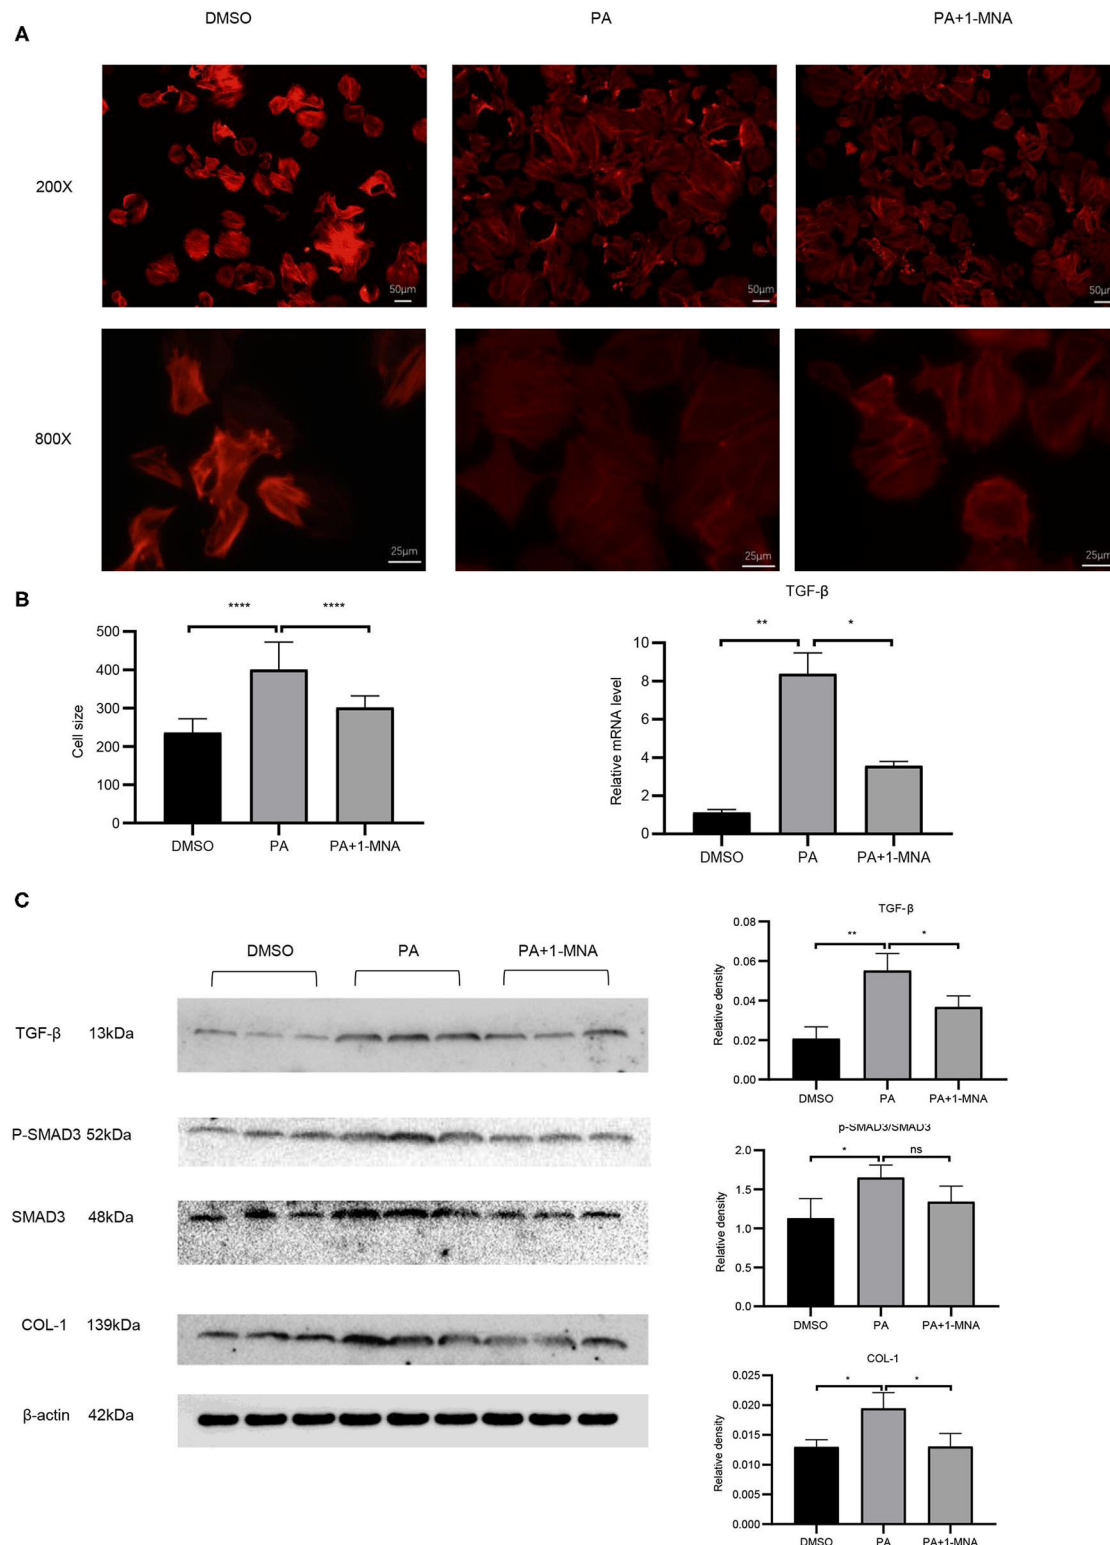 DMSO PA PA+1-MNA
A
200X
50μm 50μm 50μm
800X
25μm 25μm 25μm
B
****
****
Cell size
500
400
300
200
100
0
DMSO PA PA+1-MNA
TGF-β
**
*
Relative mRNA level
10
8
6
4
2
0
DMSO PA PA+1-MNA
C
DMSO PA PA+1-MNA
TGF-β 13kDa
P-SMAD3 52kDa
SMAD3 48kDa
COL-1 139kDa
β-actin 42kDa
TGF-β
**
*
Relative density
0.08
0.06
0.04
0.02
0.00
DMSO PA PA+1-MNA
p-SMAD3/SMAD3
*
ns
Relative density
2.0
1.5
1.0
0.5
0.0
DMSO PA PA+1-MNA
COL-1
*
*
Relative density
0.025
0.020
0.015
0.010
0.005
0.000
DMSO PA PA+1-MNA